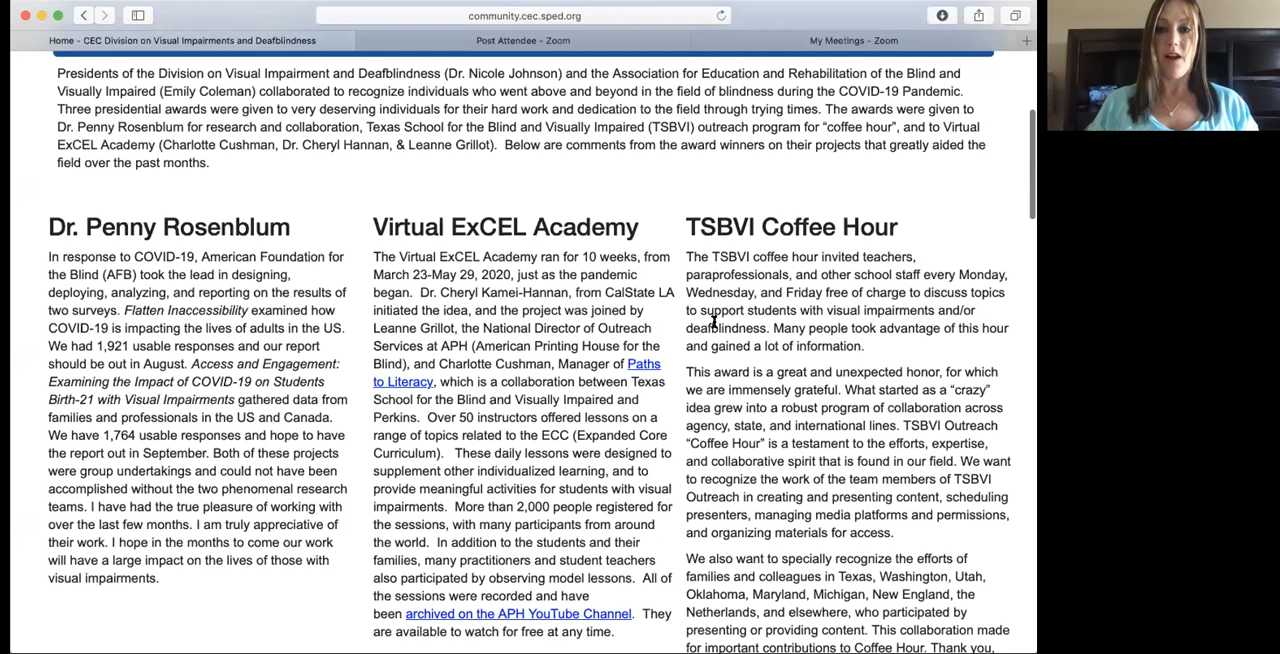 community.cec.sped.org
Home - CEC Division on Visual Impairments and Deafblindness
Post Attendee - Zoom
My Meetings - Zoom
Presidents of the Division on Visual Impairment and Deafblindness (Dr. Nicole Johnson) and the Association for Education and Rehabilitation of the Blind and
Visually Impaired (Emily Coleman) collaborated to recognize individuals who went above and beyond in the field of blindness during the COVID-19 Pandemic.
Three presidential awards were given to very deserving individuals for their hard work and dedication to the field through trying times. The awards were given to
Dr. Penny Rosenblum for research and collaboration, Texas School for the Blind and Visually Impaired (TSBVI) outreach program for “coffee hour”, and to Virtual
ExCEL Academy (Charlotte Cushman, Dr. Cheryl Hannan, & Leanne Grillot).  Below are comments from the award winners on their projects that greatly aided the
field over the past months.
Dr. Penny Rosenblum
In response to COVID-19, American Foundation for
the Blind (AFB) took the lead in designing,
deploying, analyzing, and reporting on the results of
two surveys. Flatten Inaccessibility examined how
COVID-19 is impacting the lives of adults in the US.
We had 1,921 usable responses and our report
should be out in August. Access and Engagement:
Examining the Impact of COVID-19 on Students
Birth-21 with Visual Impairments gathered data from
families and professionals in the US and Canada.
We have 1,764 usable responses and hope to have
the report out in September. Both of these projects
were group undertakings and could not have been
accomplished without the two phenomenal research
teams. I have had the true pleasure of working with
over the last few months. I am truly appreciative of
their work. I hope in the months to come our work
will have a large impact on the lives of those with
visual impairments.
Virtual ExCEL Academy
The Virtual ExCEL Academy ran for 10 weeks, from
March 23-May 29, 2020, just as the pandemic
began.  Dr. Cheryl Kamei-Hannan, from CalState LA
initiated the idea, and the project was joined by
Leanne Grillot, the National Director of Outreach
Services at APH (American Printing House for the
Blind), and Charlotte Cushman, Manager of Paths
to Literacy, which is a collaboration between Texas
School for the Blind and Visually Impaired and
Perkins.  Over 50 instructors offered lessons on a
range of topics related to the ECC (Expanded Core
Curriculum).   These daily lessons were designed to
supplement other individualized learning, and to
provide meaningful activities for students with visual
impairments.  More than 2,000 people registered for
the sessions, with many participants from around
the world.  In addition to the students and their
families, many practitioners and student teachers
also participated by observing model lessons.  All of
the sessions were recorded and have
been archived on the APH YouTube Channel.  They
are available to watch for free at any time.
TSBVI Coffee Hour
The TSBVI coffee hour invited teachers,
paraprofessionals, and other school staff every Monday,
Wednesday, and Friday free of charge to discuss topics
to support students with visual impairments and/or
deafblindness. Many people took advantage of this hour
and gained a lot of information.
This award is a great and unexpected honor, for which
we are immensely grateful. What started as a “crazy”
idea grew into a robust program of collaboration across
agency, state, and international lines. TSBVI Outreach
“Coffee Hour” is a testament to the efforts, expertise,
and collaborative spirit that is found in our field. We want
to recognize the work of the team members of TSBVI
Outreach in creating and presenting content, scheduling
presenters, managing media platforms and permissions,
and organizing materials for access.
We also want to specially recognize the efforts of
families and colleagues in Texas, Washington, Utah,
Oklahoma, Maryland, Michigan, New England, the
Netherlands, and elsewhere, who participated by
presenting or providing content. This collaboration made
for important contributions to Coffee Hour. Thank you,